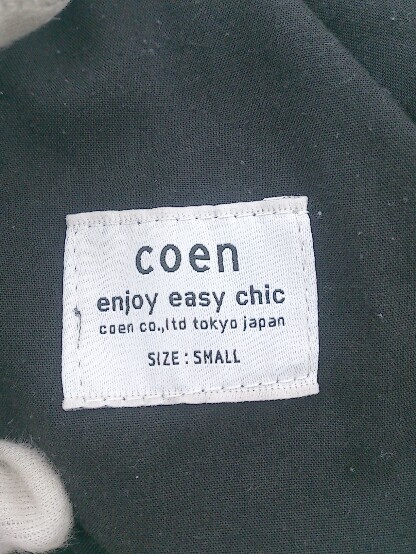 coen
enjoy easy chic
coen co.,ltd tokyo japan
SIZE : SMALL